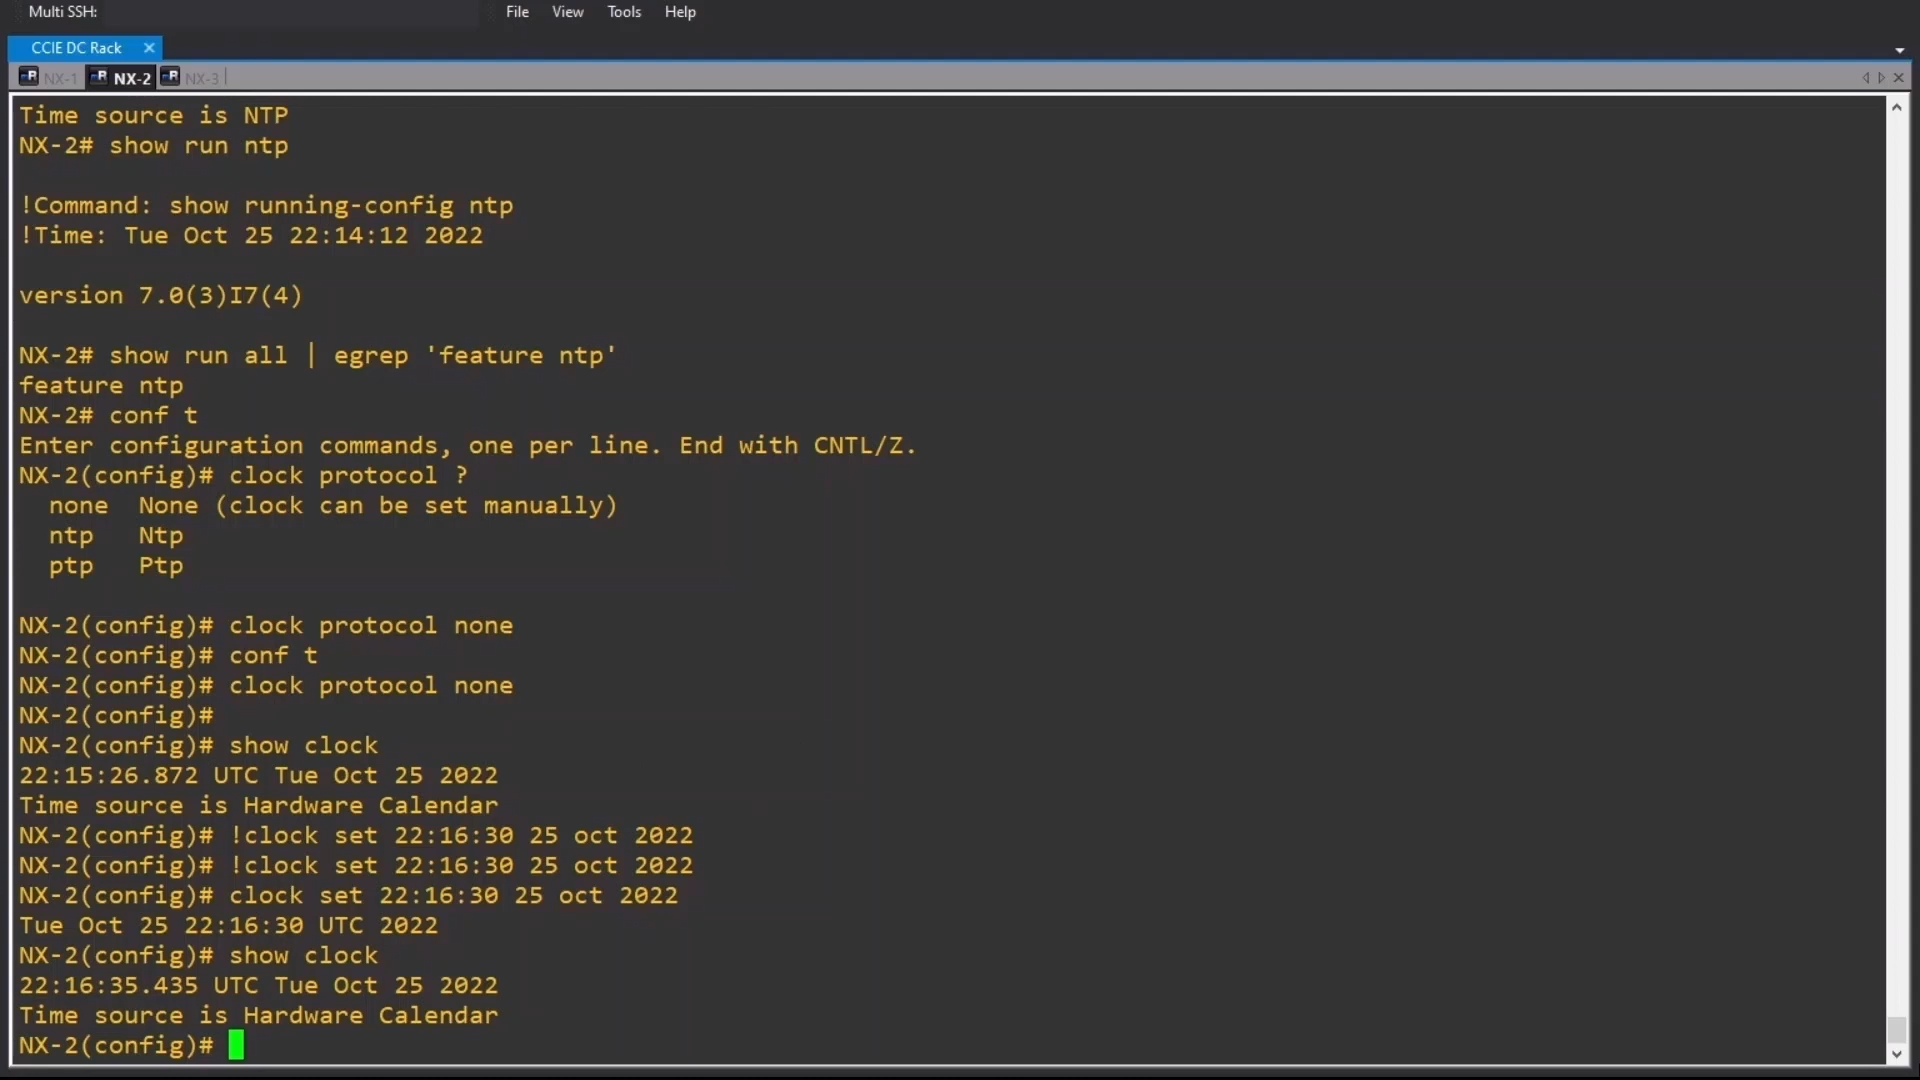 Multi SSH:
File View Tools Help
CCIE DC Rack
NX-1 NX-2 NX-3
Time source is NTP
NX-2# show run ntp
!Command: show running-config ntp
!Time: Tue Oct 25 22:14:12 2022
version 7.0(3)I7(4)
NX-2# show run all | egrep 'feature ntp'
feature ntp
NX-2# conf t
Enter configuration commands, one per line. End with CNTL/Z.
NX-2(config)# clock protocol ?
none None (clock can be set manually)
ntp Ntp
ptp Ptp
NX-2(config)# clock protocol none
NX-2(config)# conf t
NX-2(config)# clock protocol none
NX-2(config)#
NX-2(config)# show clock
22:15:26.872 UTC Tue Oct 25 2022
Time source is Hardware Calendar
NX-2(config)# !clock set 22:16:30 25 oct 2022
NX-2(config)# !clock set 22:16:30 25 oct 2022
NX-2(config)# clock set 22:16:30 25 oct 2022
Tue Oct 25 22:16:30 UTC 2022
NX-2(config)# show clock
22:16:35.435 UTC Tue Oct 25 2022
Time source is Hardware Calendar
NX-2(config)#